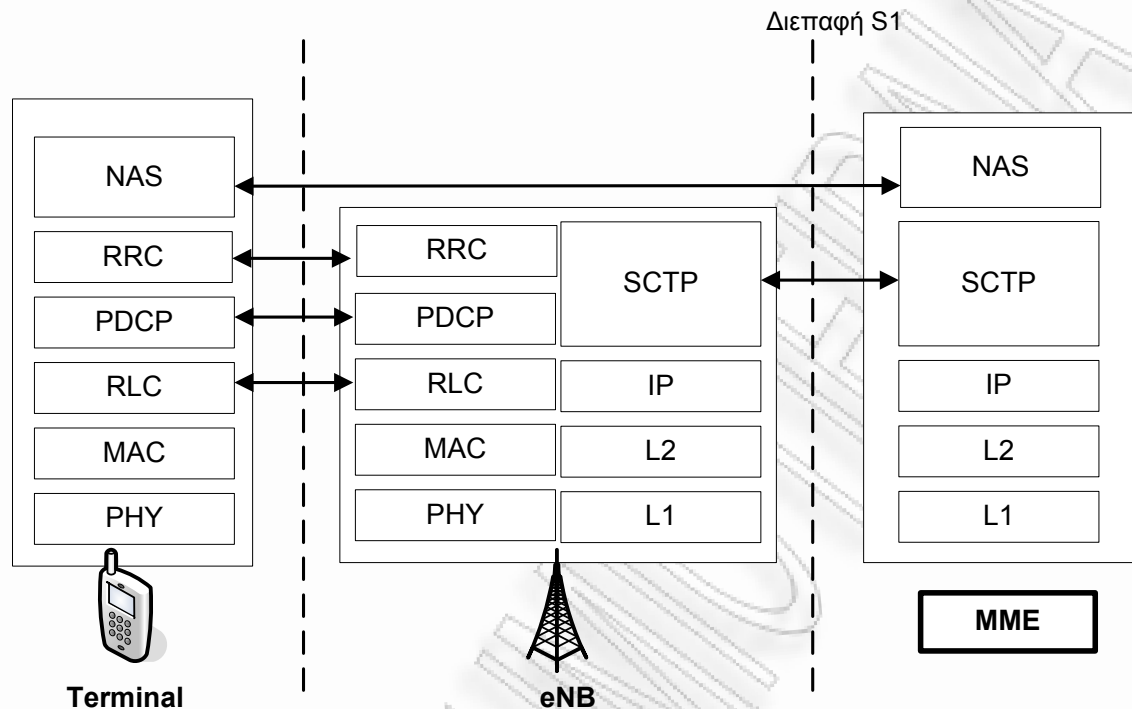 Διεπαφή S1
NAS
RRC
PDCP
RLC
MAC
PHY
Terminal
RRC
PDCP
RLC
MAC
PHY
SCTP
IP
L2
L1
eNB
NAS
SCTP
IP
L2
L1
MME